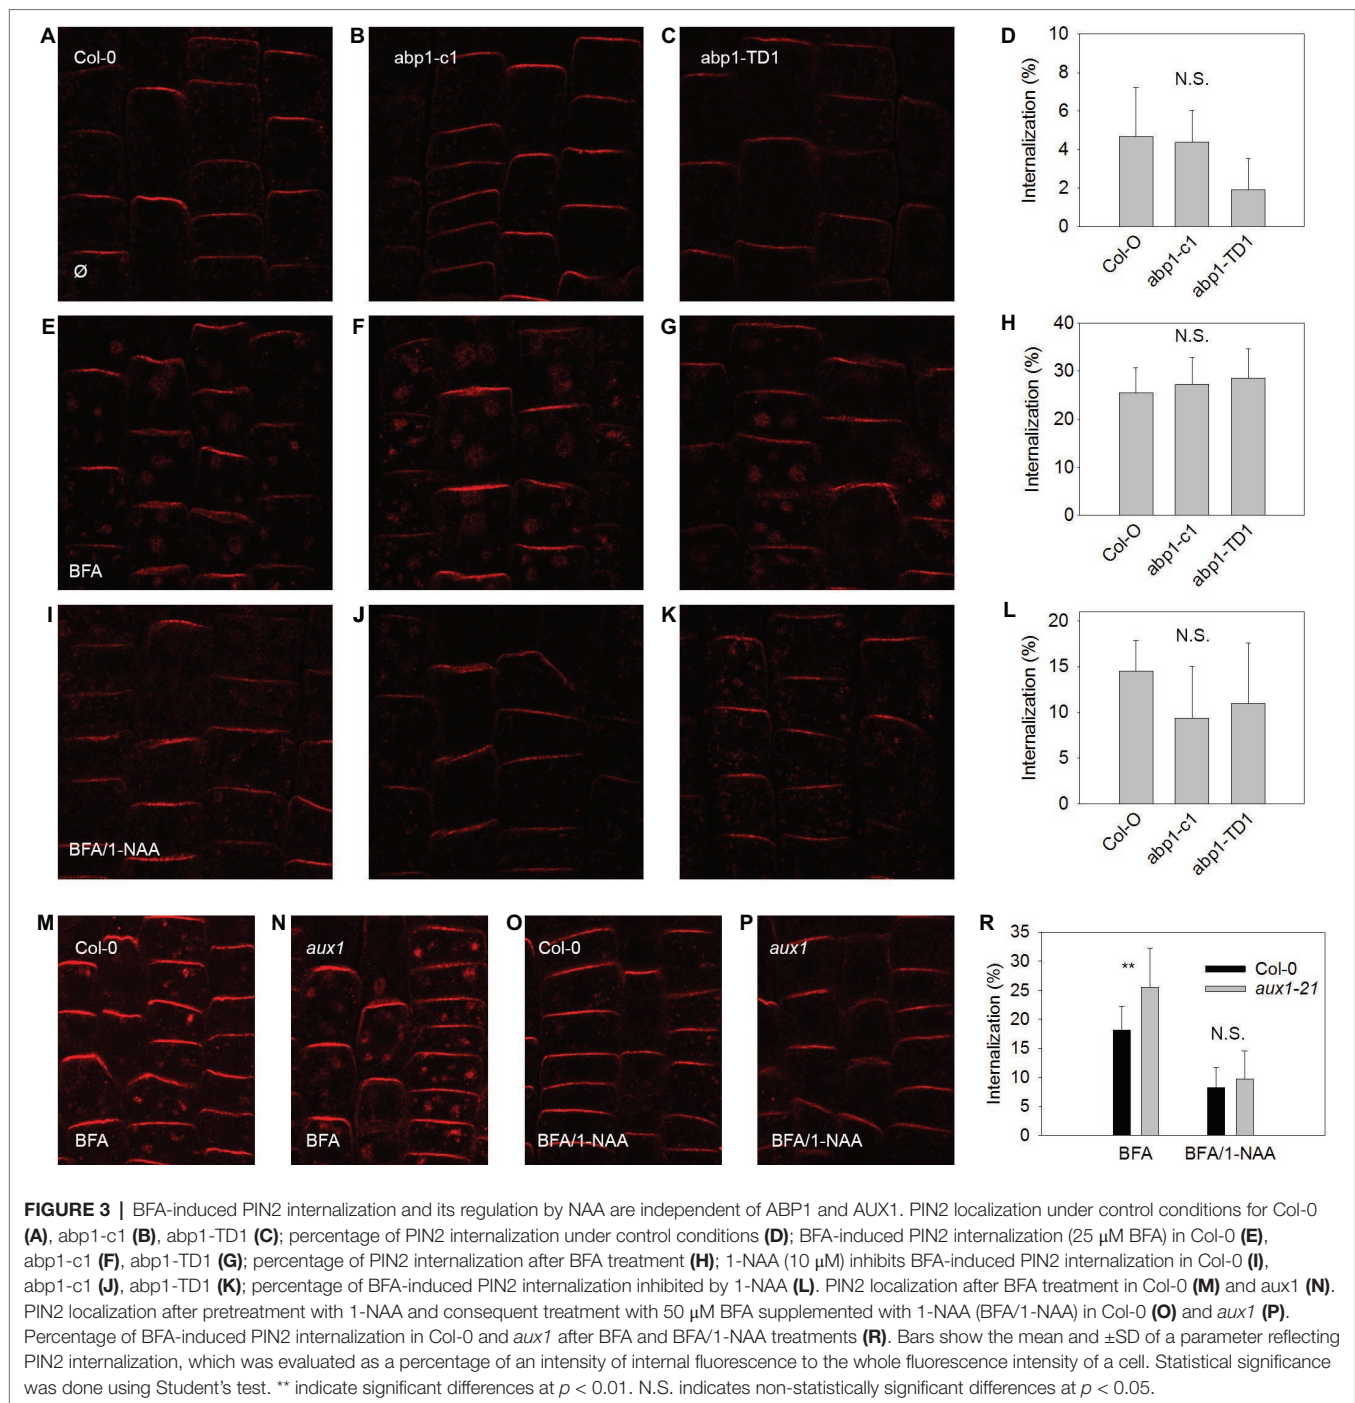 A
Col-0
Ø
B
abp1-c1
C
abp1-TD1
D
Internalization (%)
10
8
6
4
2
0
N.S.
Col-O
abp1-c1
abp1-TD1
E
BFA
F
G
H
Internalization (%)
40
30
20
10
0
N.S.
Col-O
abp1-c1
abp1-TD1
I
BFA/1-NAA
J
K
L
Internalization (%)
20
15
10
5
0
N.S.
Col-O
abp1-c1
abp1-TD1
M
Col-0
BFA
N
aux1
BFA
O
Col-0
BFA/1-NAA
P
aux1
BFA/1-NAA
R
Internalization (%)
35
30
25
20
15
10
5
0
**
Col-0
aux1-21
N.S.
BFA
BFA/1-NAA
FIGURE 3 | BFA-induced PIN2 internalization and its regulation by NAA are independent of ABP1 and AUX1. PIN2 localization under control conditions for Col-0
(A), abp1-c1 (B), abp1-TD1 (C); percentage of PIN2 internalization under control conditions (D); BFA-induced PIN2 internalization (25 μM BFA) in Col-0 (E),
abp1-c1 (F), abp1-TD1 (G); percentage of PIN2 internalization after BFA treatment (H); 1-NAA (10 μM) inhibits BFA-induced PIN2 internalization in Col-0 (I),
abp1-c1 (J), abp1-TD1 (K); percentage of BFA-induced PIN2 internalization inhibited by 1-NAA (L). PIN2 localization after BFA treatment in Col-0 (M) and aux1 (N).
PIN2 localization after pretreatment with 1-NAA and consequent treatment with 50 μM BFA supplemented with 1-NAA (BFA/1-NAA) in Col-0 (O) and aux1 (P).
Percentage of BFA-induced PIN2 internalization in Col-0 and aux1 after BFA and BFA/1-NAA treatments (R). Bars show the mean and ±SD of a parameter reflecting
PIN2 internalization, which was evaluated as a percentage of an intensity of internal fluorescence to the whole fluorescence intensity of a cell. Statistical significance
was done using Student's test. ** indicate significant differences at p < 0.01. N.S. indicates non-statistically significant differences at p < 0.05.